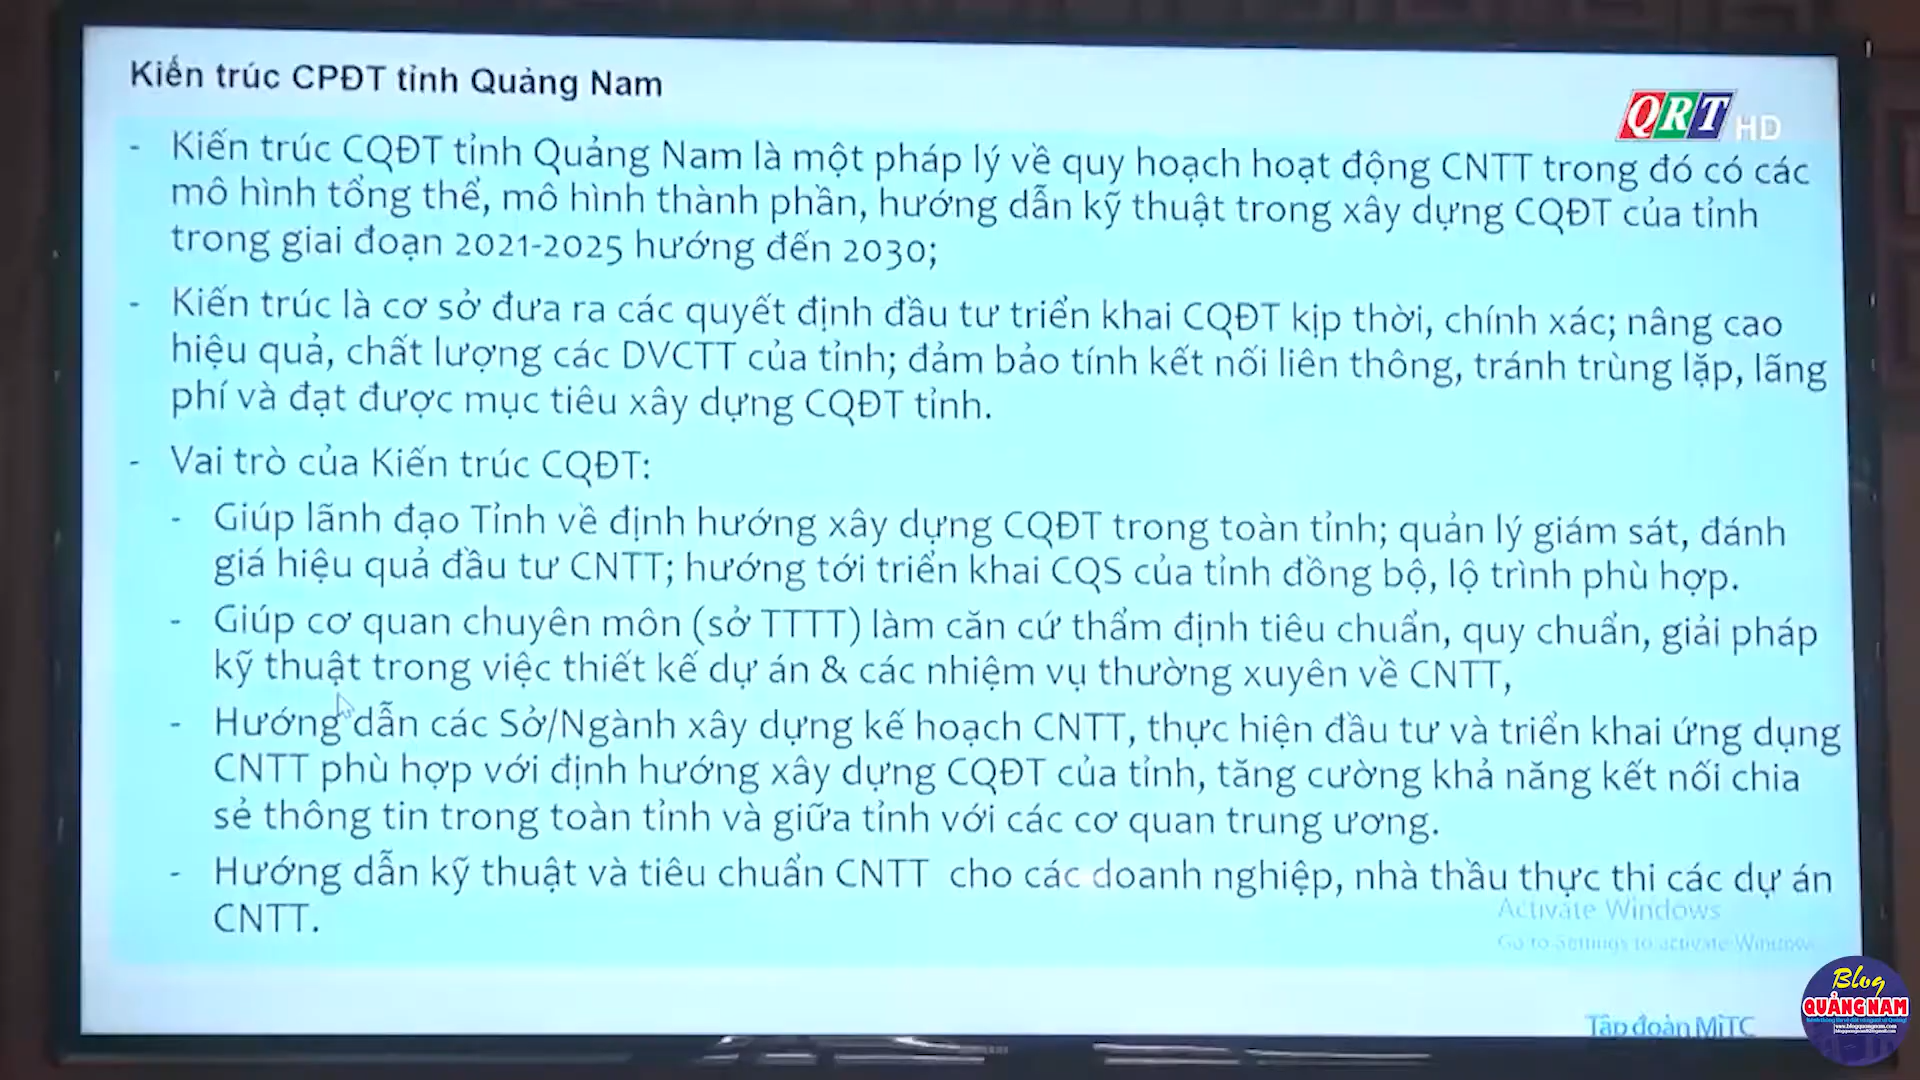 Kiến trúc CPĐT tỉnh Quảng Nam
QRT HD
- Kiến trúc CQĐT tỉnh Quảng Nam là một pháp lý về quy hoạch hoạt động CNTT trong đó có các
mô hình tổng thể, mô hình thành phần, hướng dẫn kỹ thuật trong xây dựng CQĐT của tỉnh
trong giai đoạn 2021-2025 hướng đến 2030;
- Kiến trúc là cơ sở đưa ra các quyết định đầu tư triển khai CQĐT kịp thời, chính xác; nâng cao
hiệu quả, chất lượng các DVCTT của tỉnh; đảm bảo tính kết nối liên thông, tránh trùng lặp, lãng
phí và đạt được mục tiêu xây dựng CQĐT tỉnh.
- Vai trò của Kiến trúc CQĐT:
- Giúp lãnh đạo Tỉnh về định hướng xây dựng CQĐT trong toàn tỉnh; quản lý giám sát, đánh
giá hiệu quả đầu tư CNTT; hướng tới triển khai CQS của tỉnh đồng bộ, lộ trình phù hợp.
- Giúp cơ quan chuyên môn (sở TTTT) làm căn cứ thẩm định tiêu chuẩn, quy chuẩn, giải pháp
kỹ thuật trong việc thiết kế dự án & các nhiệm vụ thường xuyên về CNTT,
- Hướng dẫn các Sở/Ngành xây dựng kế hoạch CNTT, thực hiện đầu tư và triển khai ứng dụng
CNTT phù hợp với định hướng xây dựng CQĐT của tỉnh, tăng cường khả năng kết nối chia
sẻ thông tin trong toàn tỉnh và giữa tỉnh với các cơ quan trung ương.
- Hướng dẫn kỹ thuật và tiêu chuẩn CNTT cho các doanh nghiệp, nhà thầu thực thi các dự án
CNTT.
Activate Windows
Go to Settings to activate Windows
Tập đoàn MiTC
Blog
QUẢNG NAM
www.blogquangnam.com